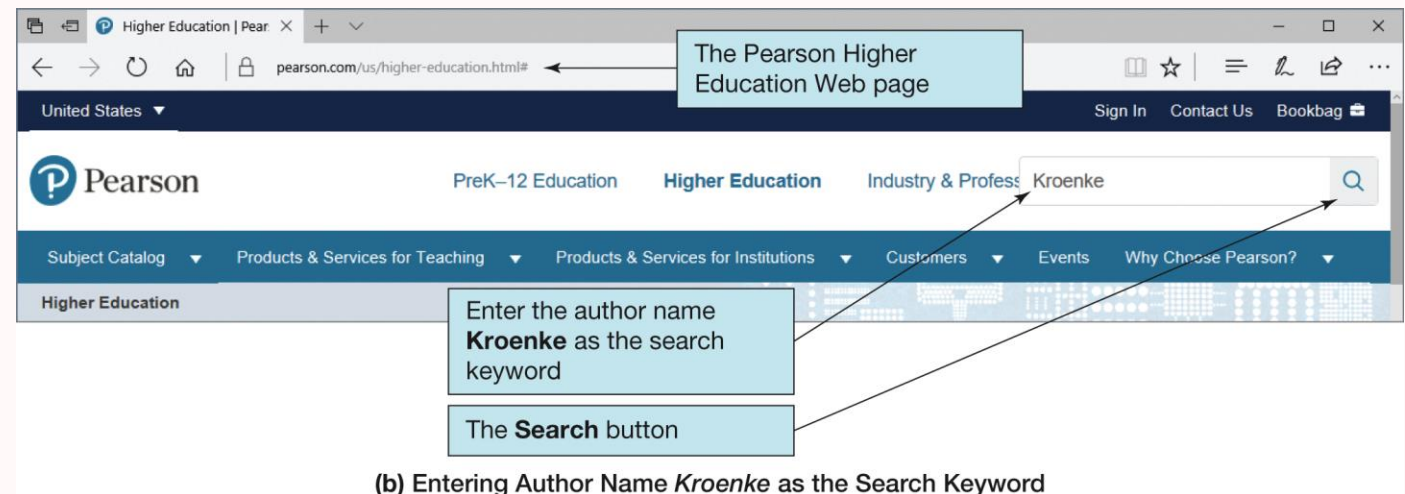 Higher Education | Pear
pearson.com/us/higher-education.html#
The Pearson Higher
Education Web page
United States
Sign In Contact Us Bookbag
Pearson
PreK–12 Education Higher Education Industry & Profess Kroenke
Subject Catalog Products & Services for Teaching Products & Services for Institutions Customers Events Why Choose Pearson?
Higher Education
Enter the author name
Kroenke as the search
keyword
The Search button
(b) Entering Author Name Kroenke as the Search Keyword